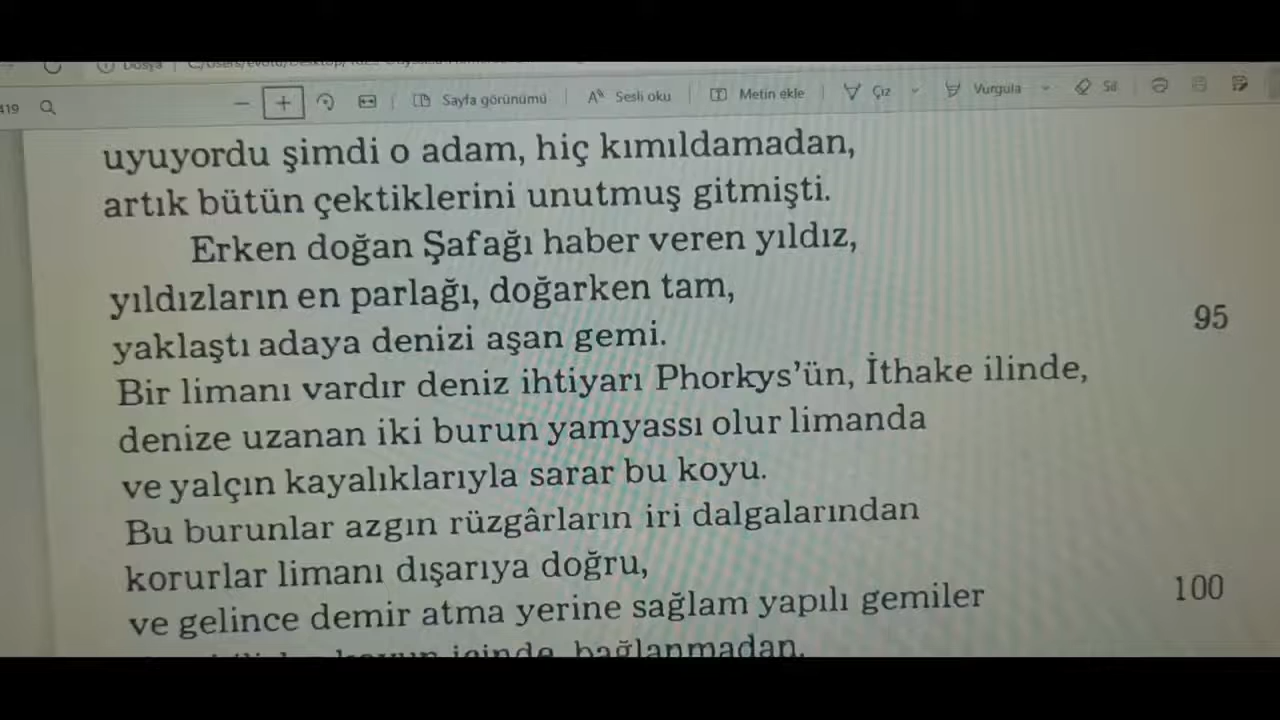 Dosya
419
Sayfa görünümü
Sesli oku
Metin ekle
Çiz
Vurgula
Sil
uyuyordu şimdi o adam, hiç kımıldamadan,
artık bütün çektiklerini unutmuş gitmişti.
Erken doğan Şafağı haber veren yıldız,
yıldızların en parlağı, doğarken tam,
yaklaştı adaya denizi aşan gemi. 95
Bir limanı vardır deniz ihtiyarı Phorkys’ün, İthake ilinde,
denize uzanan iki burun yamyassı olur limanda
ve yalçın kayalıklarıyla sarar bu koyu.
Bu burunlar azgın rüzgârların iri dalgalarından
korurlar limanı dışarıya doğru,
ve gelince demir atma yerine sağlam yapılı gemiler 100
koyun içinde, bağlanmadan.